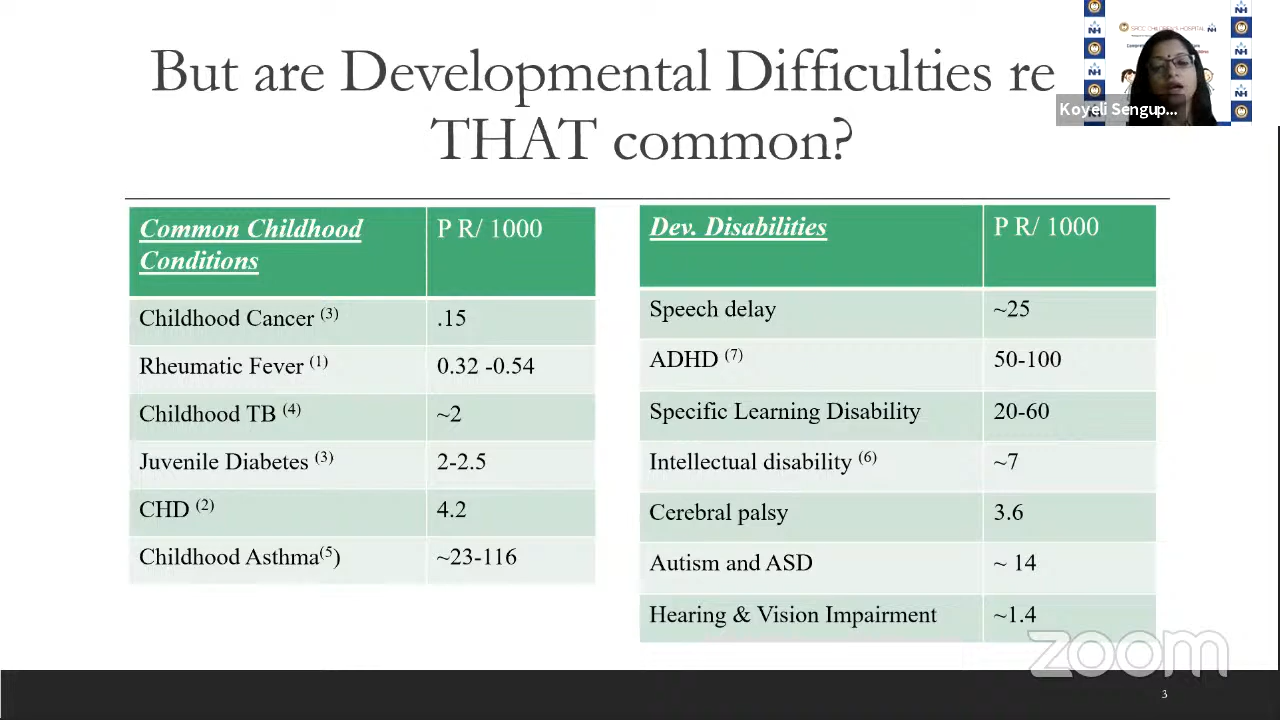 But are Developmental Difficulties re
THAT common?
SRCC CHILDREN'S HOSPITAL
NH
Koyeli Sengup...
Common Childhood
Conditions
P R/ 1000
Childhood Cancer (3)
.15
Rheumatic Fever (1)
0.32 -0.54
Childhood TB (4)
~2
Juvenile Diabetes (3)
2-2.5
CHD (2)
4.2
Childhood Asthma(5)
~23-116
Dev. Disabilities
P R/ 1000
Speech delay
~25
ADHD (7)
50-100
Specific Learning Disability
20-60
Intellectual disability (6)
~7
Cerebral palsy
3.6
Autism and ASD
~ 14
Hearing & Vision Impairment
~1.4
zoom
3